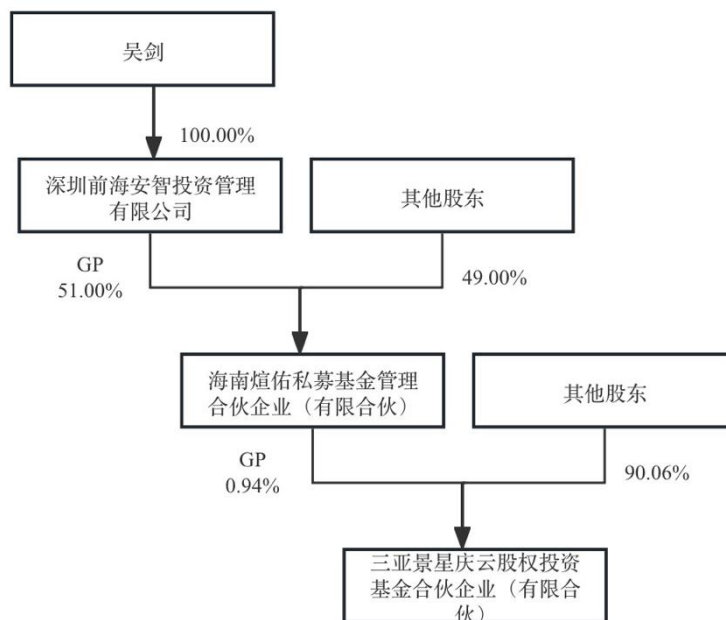 吴剑
100.00%
深圳前海安智投资管理
有限公司
其他股东
GP
51.00%
49.00%
海南煊佑私募基金管理
合伙企业（有限合伙）
其他股东
GP
0.94%
90.06%
三亚景星庆云股权投资
基金合伙企业（有限合
伙）